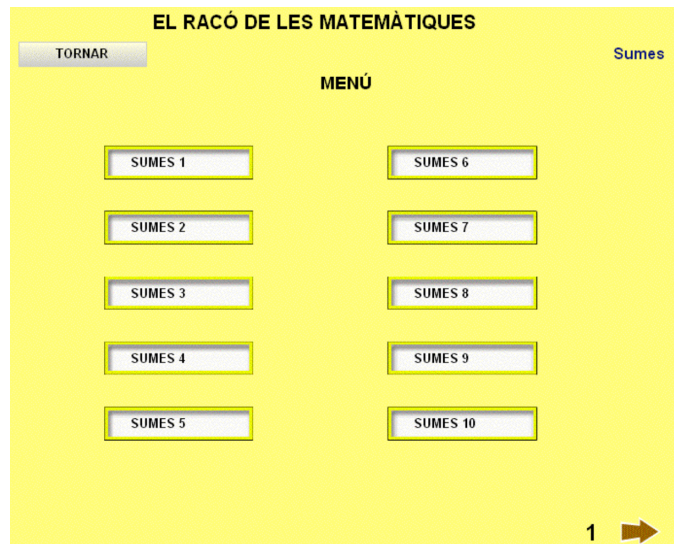 EL RACÓ DE LES MATEMÀTIQUES
TORNAR
Sumes
MENÚ
SUMES 1
SUMES 6
SUMES 2
SUMES 7
SUMES 3
SUMES 8
SUMES 4
SUMES 9
SUMES 5
SUMES 10
1